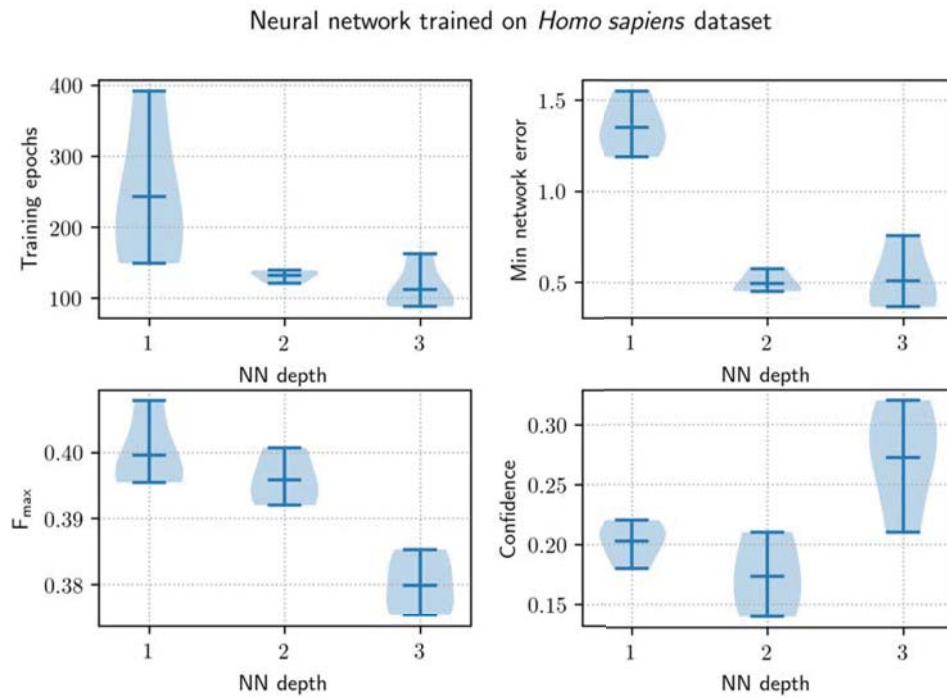 Neural network trained on Homo sapiens dataset
400
300
200
100
Training epochs
1 2 3
NN depth
1.5
1.0
0.5
Min network error
1 2 3
NN depth
0.40
0.39
0.38
Fmax
1 2 3
NN depth
0.30
0.25
0.20
0.15
Confidence
1 2 3
NN depth